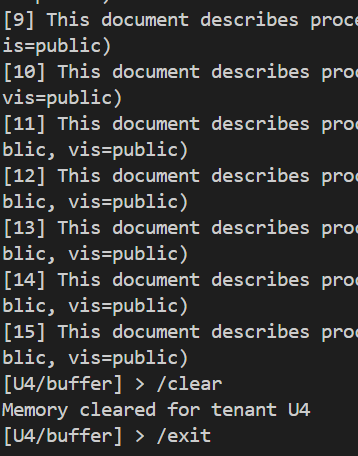 [9] This document describes proce
is=public)
[10] This document describes proc
vis=public)
[11] This document describes proc
blic, vis=public)
[12] This document describes proc
blic, vis=public)
[13] This document describes proc
blic, vis=public)
[14] This document describes proc
blic, vis=public)
[15] This document describes proc
blic, vis=public)
[U4/buffer] > /clear
Memory cleared for tenant U4
[U4/buffer] > /exit